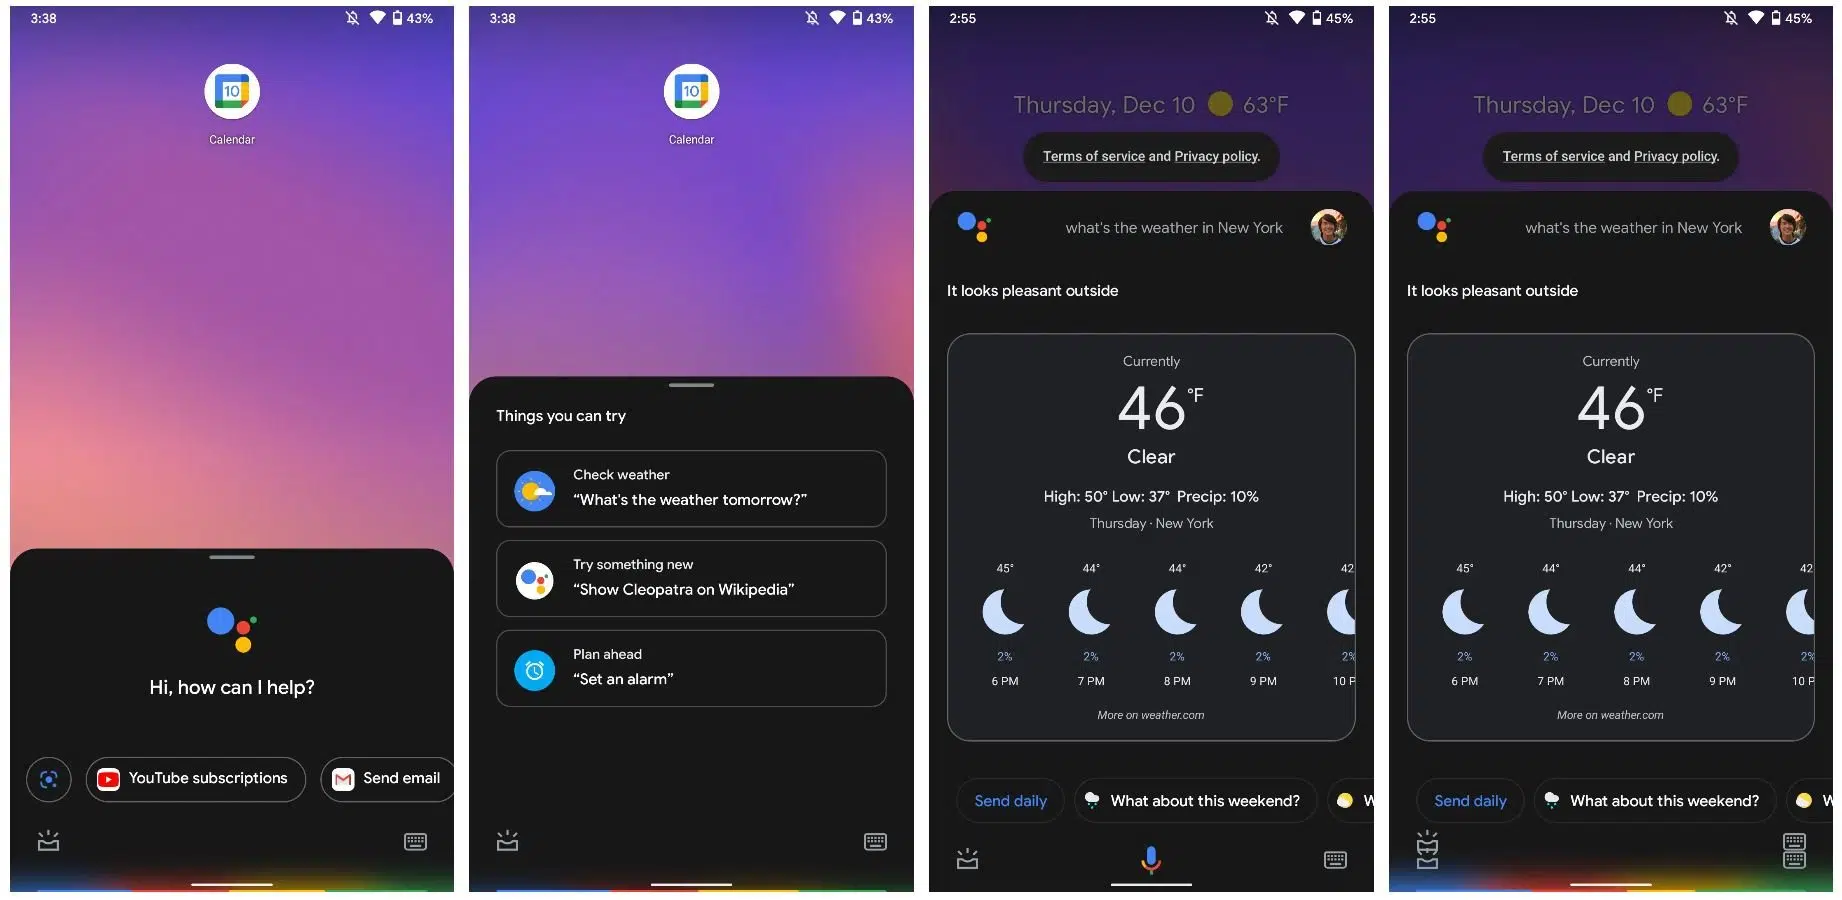 3:38
43%
10
Calendar
Hi, how can I help?
YouTube subscriptions
Send email
3:38
43%
10
Calendar
Things you can try
Check weather
“What's the weather tomorrow?”
Try something new
“Show Cleopatra on Wikipedia”
Plan ahead
“Set an alarm”
2:55
45%
Thursday, Dec 10 63°F
Terms of service and Privacy policy.
what's the weather in New York
It looks pleasant outside
Currently
46°F
Clear
High: 50° Low: 37° Precip: 10%
Thursday · New York
45° 44° 44° 42° 42
2% 2% 2% 2% 2%
6 PM 7 PM 8 PM 9 PM 10 P
More on weather.com
Send daily
What about this weekend?
W
2:55
45%
Thursday, Dec 10 63°F
Terms of service and Privacy policy.
what's the weather in New York
It looks pleasant outside
Currently
46°F
Clear
High: 50° Low: 37° Precip: 10%
Thursday · New York
45° 44° 44° 42° 42
2% 2% 2% 2% 2%
6 PM 7 PM 8 PM 9 PM 10 P
More on weather.com
Send daily
What about this weekend?
W